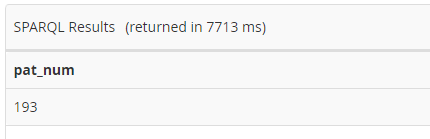 SPARQL Results (returned in 7713 ms)
pat_num
193